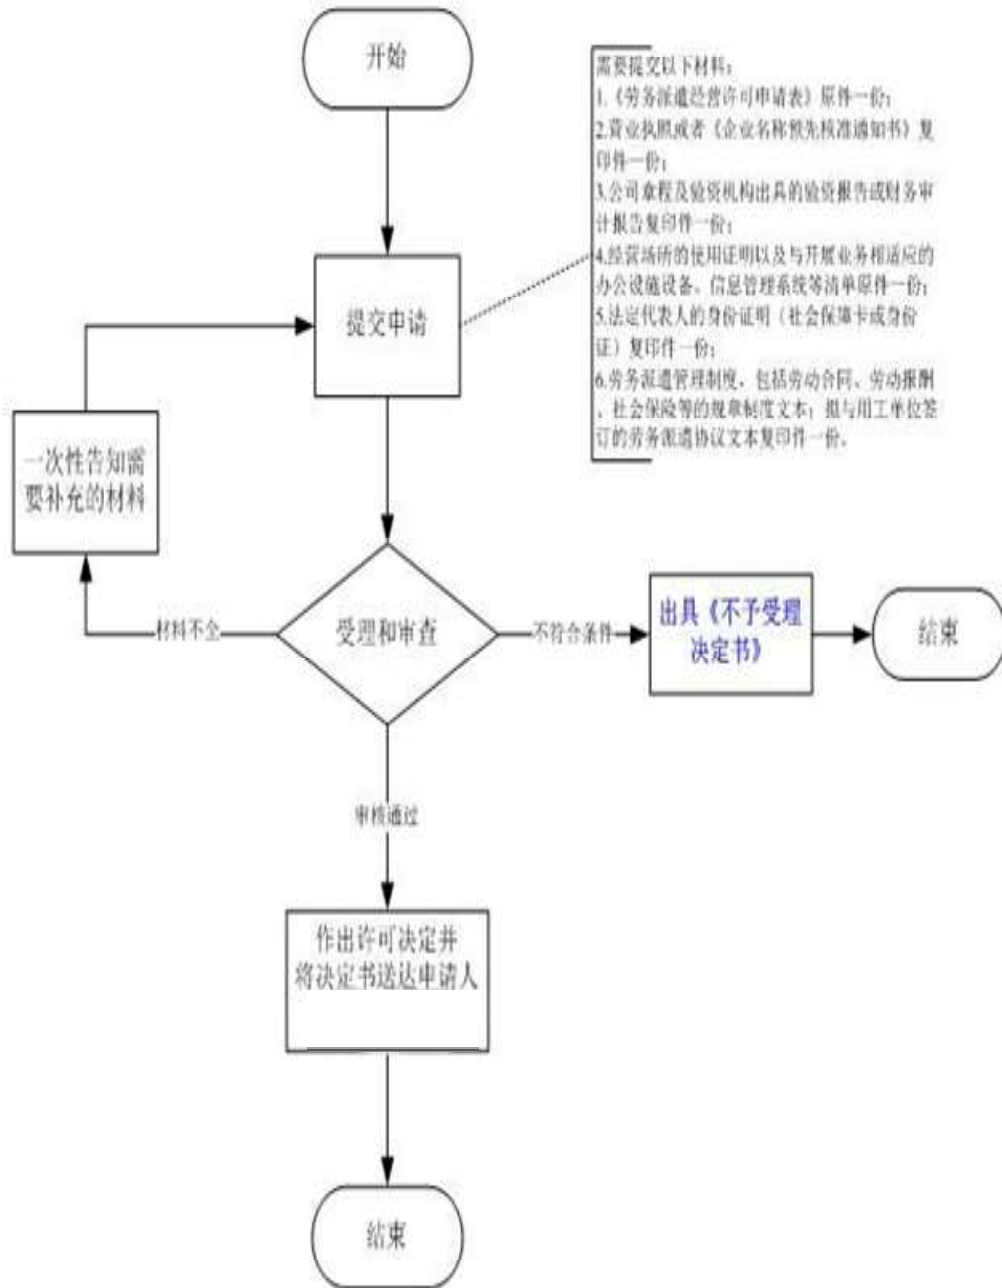 开始
需要提交以下材料：
1.《劳务派遣经营许可申请表》原件一份；
2.营业执照或者《企业名称预先核准通知书》复
印件一份；
3.公司章程及验资机构出具的验资报告或财务审
计报告复印件一份；
4.经营场所的使用证明以及与开展业务相适应的
办公设施设备、信息管理系统等清单原件一份；
5.法定代表人的身份证明（社会保障卡或身份
证）复印件一份；
6.劳务派遣管理制度，包括劳动合同、劳动报酬
、社会保险等的规章制度文本；拟与用工单位签
订的劳务派遣协议文本复印件一份。
提交申请
一次性告知需
要补充的材料
材料不全
受理和审查
不符合条件
出具《不予受理
决定书》
结束
审核通过
作出许可决定并
将决定书送达申请人
结束